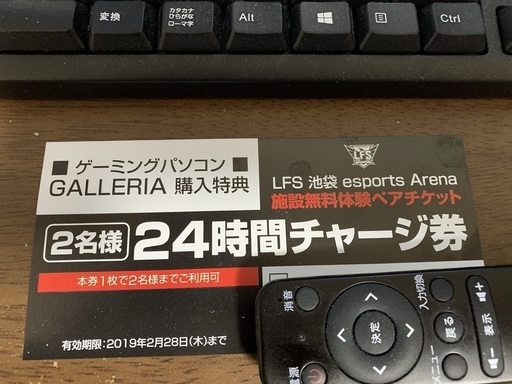 変換
カタカナ
ひらがな
ローマ字
Alt
Ctrl
■ ゲーミングパソコン ■
GALLERIA 購入特典
LFS
LFS 池袋 esports Arena
施設無料体験ペアチケット
2名様 24時間チャージ券
本券1枚で2名様までご利用可
有効期限:2019年2月28日(木)まで
消音
入力切換
決定
戻る
表示
メニュー
電源